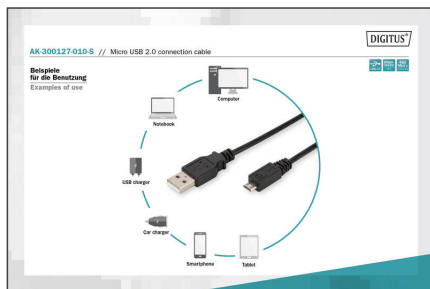 DIGITUS®
AK-300127-010-S // Micro USB 2.0 connection cable
Beispiele
für die Benutzung
Examples of use
Computer
Notebook
USB charger
Car charger
Smartphone
Tablet